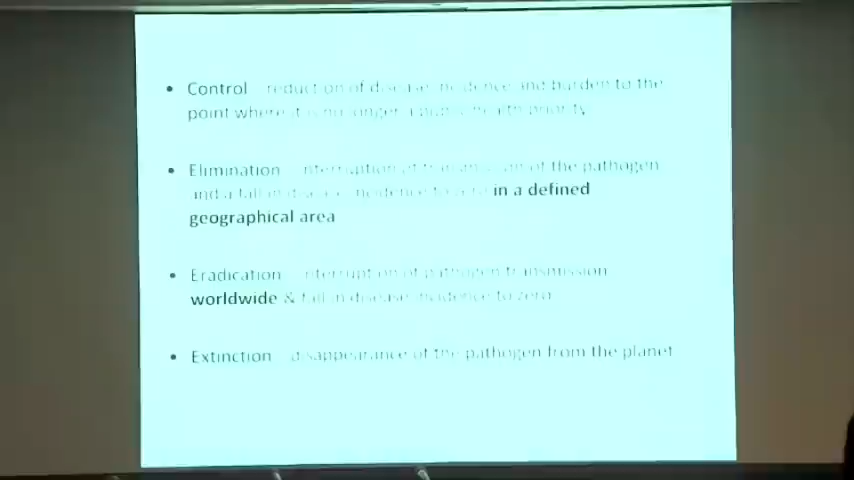 • Control – reduction of disease incidence and burden to the
point where it is no longer a public health priority
• Elimination – interruption of transmission of the pathogen
and a fall in disease incidence to zero in a defined
geographical area
• Eradication – interruption of pathogen transmission
worldwide & fall in disease incidence to zero
• Extinction – disappearance of the pathogen from the planet